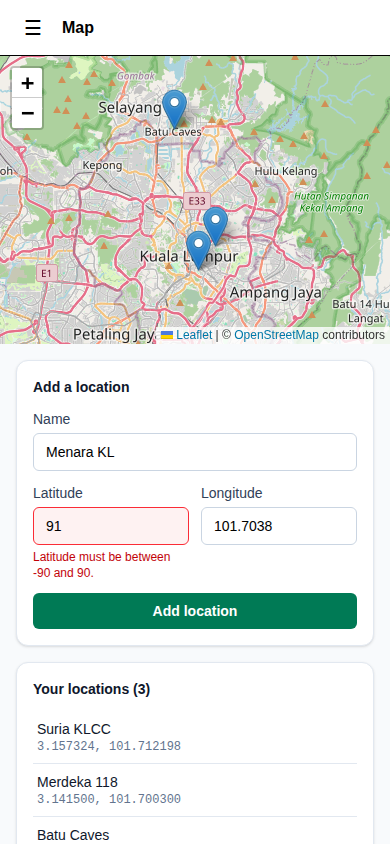 ☰ Map
Gombak
+
Selayang
−
Batu Caves
Kepong
Hulu Kelang
Hutan Simpanan
Kekal Ampang
E33
Kuala Lumpur
E1
Ampang Jaya
Batu 14 Hu
Langat
Petaling Jay
Leaflet | © OpenStreetMap contributors
Add a location
Name
Menara KL
Latitude Longitude
91 101.7038
Latitude must be between
-90 and 90.
Add location
Your locations (3)
Suria KLCC
3.157324, 101.712198
Merdeka 118
3.141500, 101.700300
Batu Caves